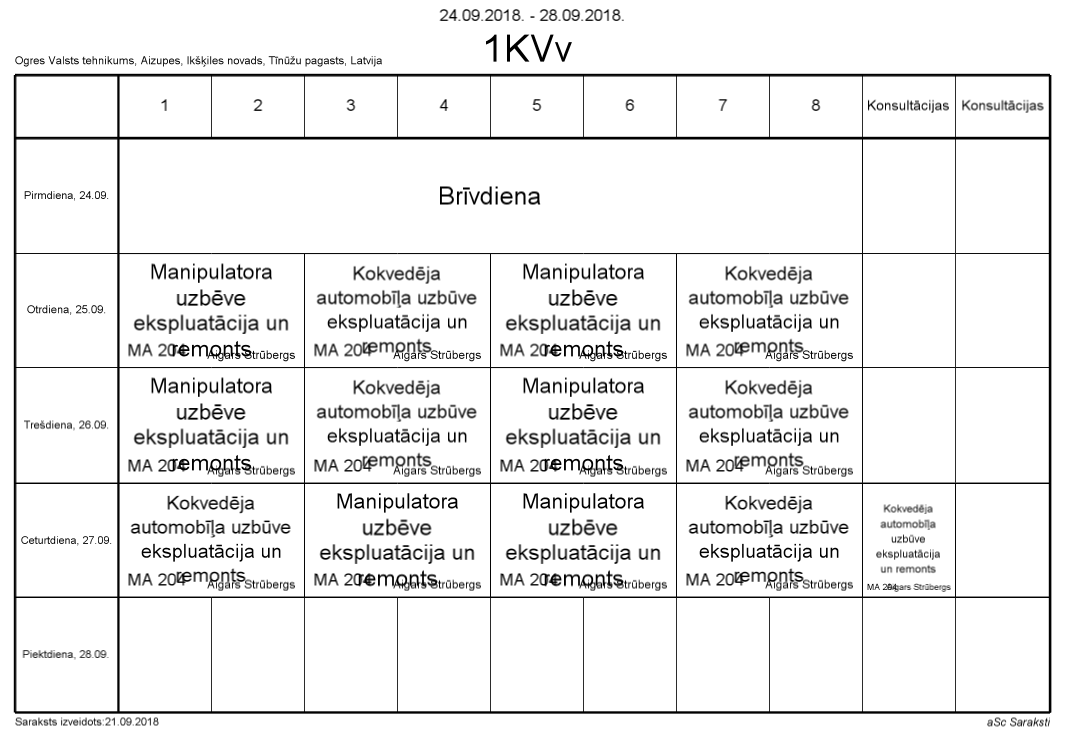 24.09.2018. - 28.09.2018.
1KVv
Ogres Valsts tehnikums, Aizupes, Ikšķiles novads, Tīnūžu pagasts, Latvija
1 2 3 4 5 6 7 8 Konsultācijas Konsultācijas
Pirmdiena, 24.09.
Brīvdiena
Otrdiena, 25.09.
Manipulatora
uzbēve
ekspluatācija un
remonts
MA 204 Aigars Strūbergs
Kokvedēja
automobīļa uzbūve
ekspluatācija un
remonts
MA 204 Aigars Strūbergs
Manipulatora
uzbēve
ekspluatācija un
remonts
MA 204 Aigars Strūbergs
Kokvedēja
automobīļa uzbūve
ekspluatācija un
remonts
MA 204 Aigars Strūbergs
Trešdiena, 26.09.
Manipulatora
uzbēve
ekspluatācija un
remonts
MA 204 Aigars Strūbergs
Kokvedēja
automobīļa uzbūve
ekspluatācija un
remonts
MA 204 Aigars Strūbergs
Manipulatora
uzbēve
ekspluatācija un
remonts
MA 204 Aigars Strūbergs
Kokvedēja
automobīļa uzbūve
ekspluatācija un
remonts
MA 204 Aigars Strūbergs
Ceturtdiena, 27.09.
Kokvedēja
automobīļa uzbūve
ekspluatācija un
remonts
MA 204 Aigars Strūbergs
Manipulatora
uzbēve
ekspluatācija un
remonts
MA 204 Aigars Strūbergs
Manipulatora
uzbēve
ekspluatācija un
remonts
MA 204 Aigars Strūbergs
Kokvedēja
automobīļa uzbūve
ekspluatācija un
remonts
MA 204 Aigars Strūbergs
Kokvedēja
automobīļa
uzbūve
ekspluatācija
un remonts
MA 204 Aigars Strūbergs
Piektdiena, 28.09.
Saraksts izveidots:21.09.2018
aSc Saraksti